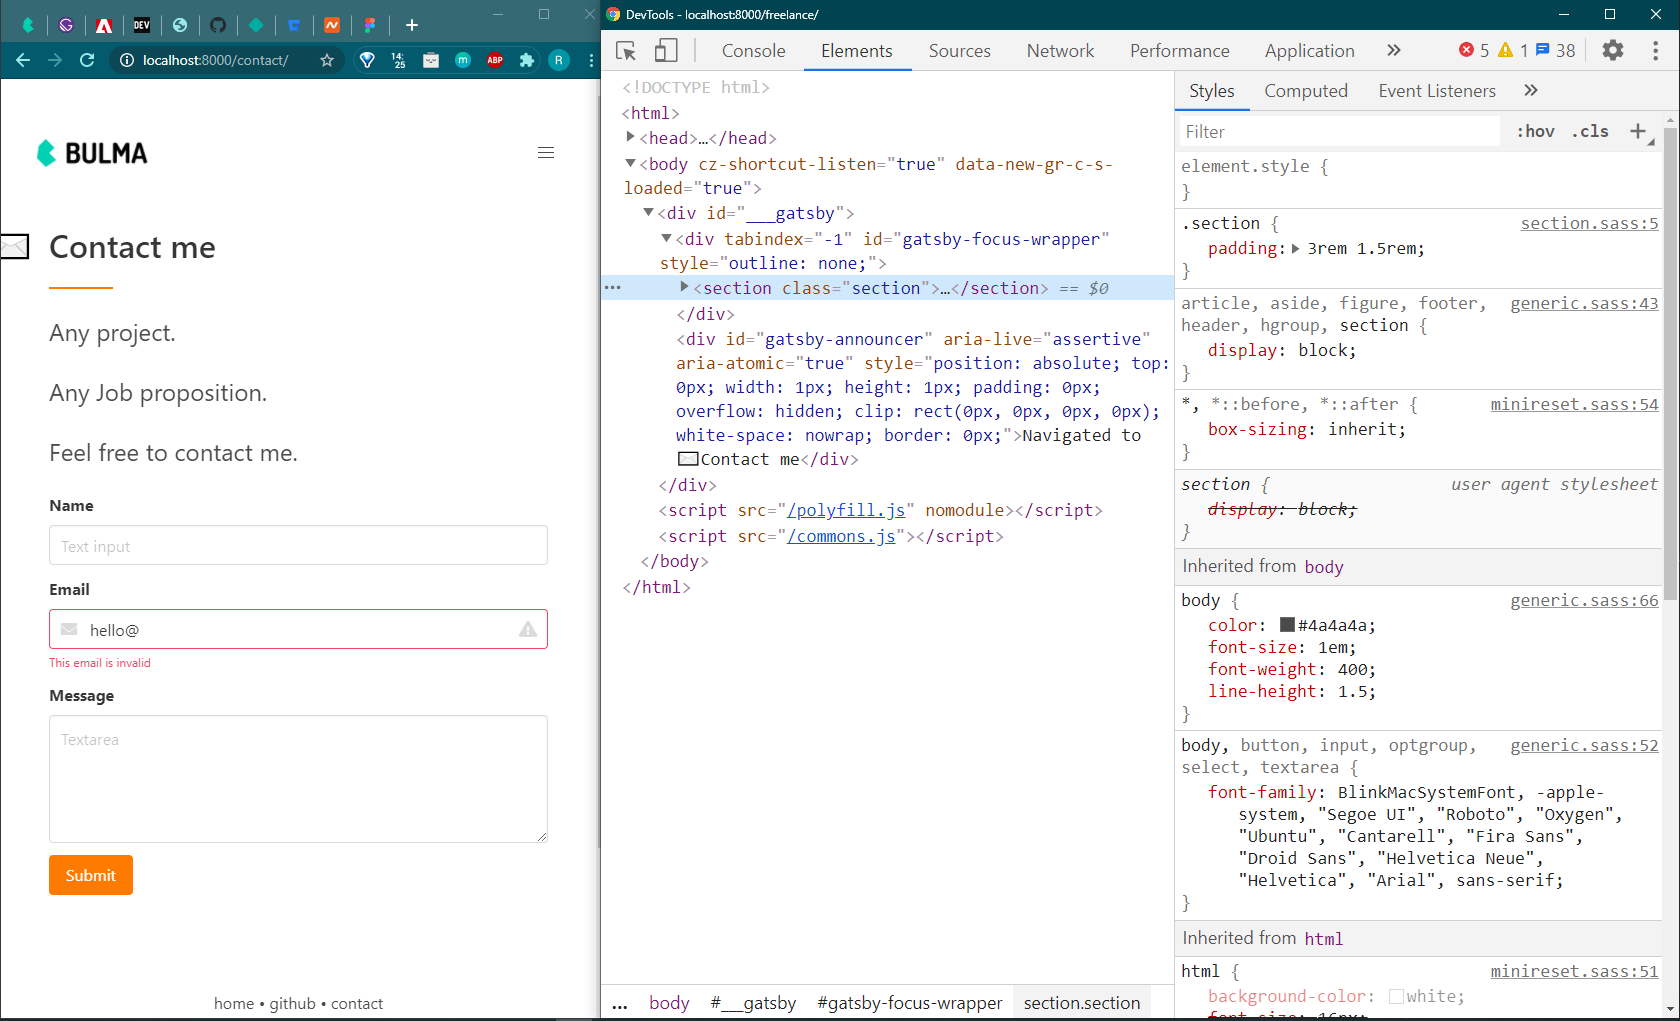 DEV
localhost:8000/contact/
14:
25
m
ABP
R
BULMA
Contact me
Any project.
Any Job proposition.
Feel free to contact me.
Name
Text input
Email
hello@
This email is invalid
Message
Textarea
Submit
home • github • contact
DevTools - localhost:8000/freelance/
Console
Elements
Sources
Network
Performance
Application
5
1
38
<!DOCTYPE html>
<html>
<head>…</head>
<body cz-shortcut-listen="true" data-new-gr-c-s-
loaded="true">
<div id="___gatsby">
<div tabindex="-1" id="gatsby-focus-wrapper"
style="outline: none;">
<section class="section">…</section> == $0
</div>
<div id="gatsby-announcer" aria-live="assertive"
aria-atomic="true" style="position: absolute; top:
0px; width: 1px; height: 1px; padding: 0px;
overflow: hidden; clip: rect(0px, 0px, 0px, 0px);
white-space: nowrap; border: 0px;">Navigated to
✉Contact me</div>
</div>
<script src="/polyfill.js" nomodule></script>
<script src="/commons.js"></script>
</body>
</html>
... body #___gatsby #gatsby-focus-wrapper section.section
Styles
Computed
Event Listeners
Filter
:hov .cls +
element.style {
}
.section { section.sass:5
padding: 3rem 1.5rem;
}
article, aside, figure, footer, generic.sass:43
header, hgroup, section {
display: block;
}
*, *::before, *::after { minireset.sass:54
box-sizing: inherit;
}
section { user agent stylesheet
display: block;
}
Inherited from body
body { generic.sass:66
color: #4a4a4a;
font-size: 1em;
font-weight: 400;
line-height: 1.5;
}
body, button, input, optgroup, generic.sass:52
select, textarea {
font-family: BlinkMacSystemFont, -apple-
system, "Segoe UI", "Roboto", "Oxygen",
"Ubuntu", "Cantarell", "Fira Sans",
"Droid Sans", "Helvetica Neue",
"Helvetica", "Arial", sans-serif;
}
Inherited from html
html { minireset.sass:51
background-color: white;
font-size: 16px;